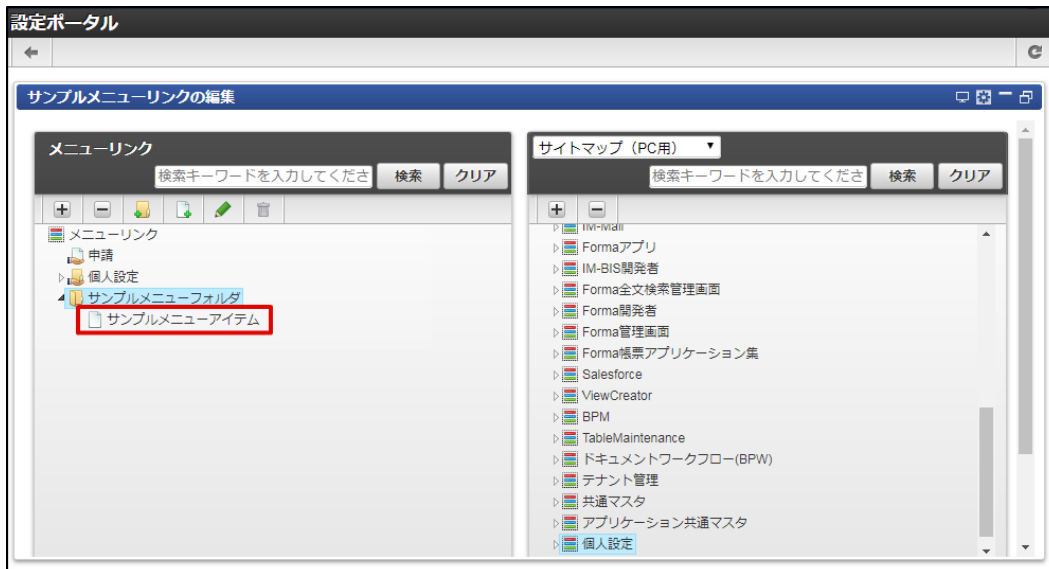 設定ポータル
サンプルメニューリンクの編集
メニューリンク
検索キーワードを入力してくださ 検索 クリア
メニューリンク
申請
個人設定
サンプルメニューフォルダ
サンプルメニューアイテム
サイトマップ（PC用）
検索キーワードを入力してくださ 検索 クリア
IM-Mail
Formaアプリ
IM-BIS開発者
Forma全文検索管理画面
Forma開発者
Forma管理画面
Forma帳票アプリケーション集
Salesforce
ViewCreator
BPM
TableMaintenance
ドキュメントワークフロー(BPW)
テナント管理
共通マスタ
アプリケーション共通マスタ
個人設定